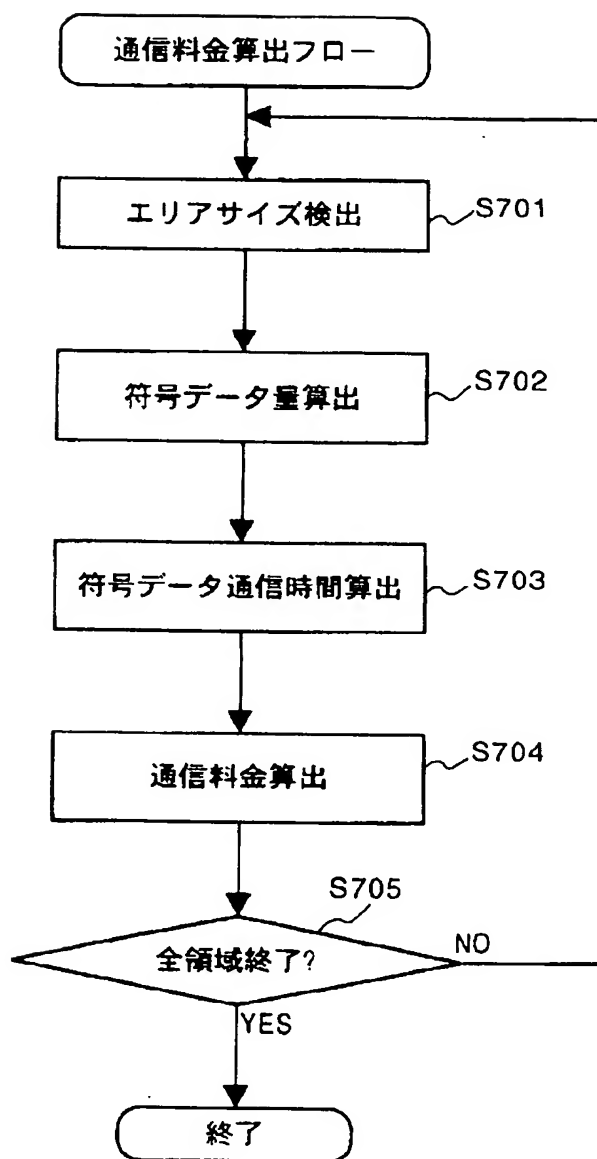 通信料金算出フロー
エリアサイズ検出
S701
符号データ量算出
S702
符号データ通信時間算出
S703
通信料金算出
S704
S705
全領域終了?
NO
YES
終了